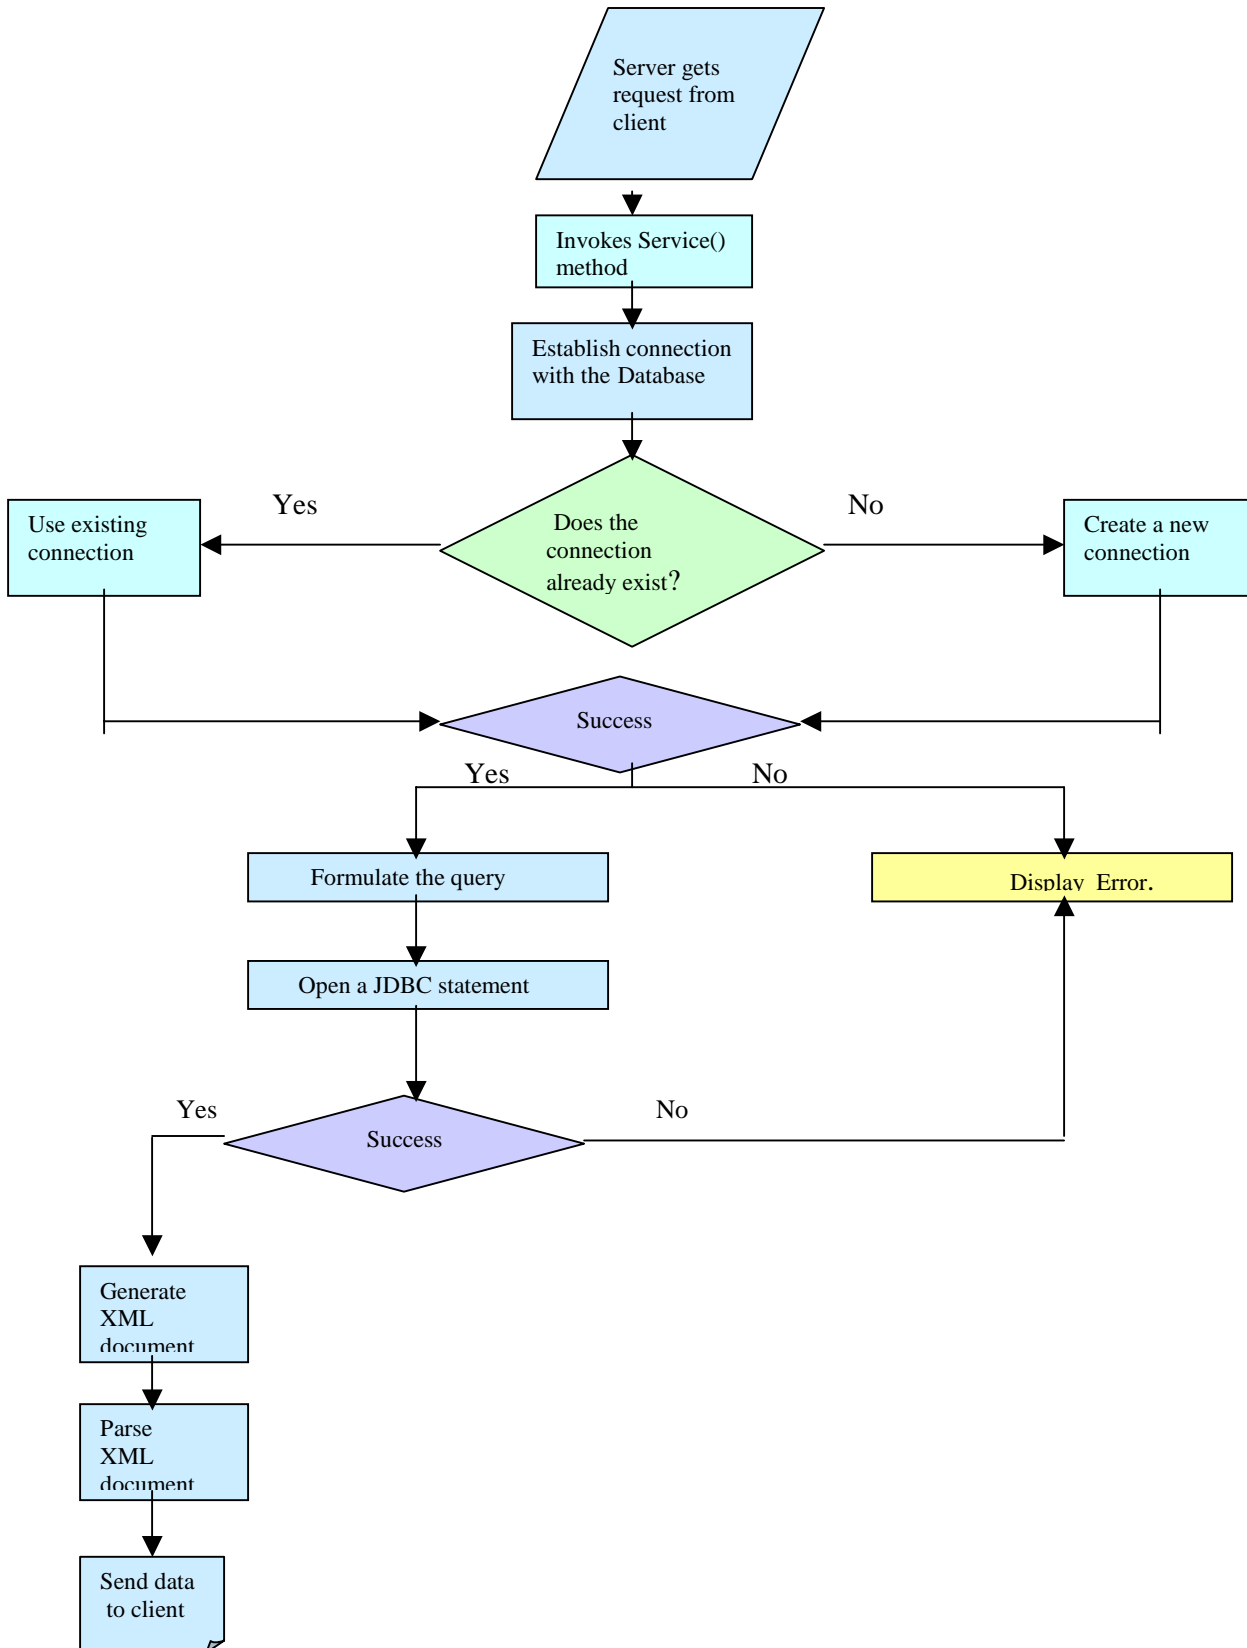 Server gets
request from
client
Invokes Service()
method
Establish connection
with the Database
Yes
No
Use existing
connection
Does the
connection
already exist?
Create a new
connection
Success
Yes
No
Formulate the query
Display Error.
Open a JDBC statement
Yes
No
Success
Generate
XML
document
Parse
XML
document
Send data
to client